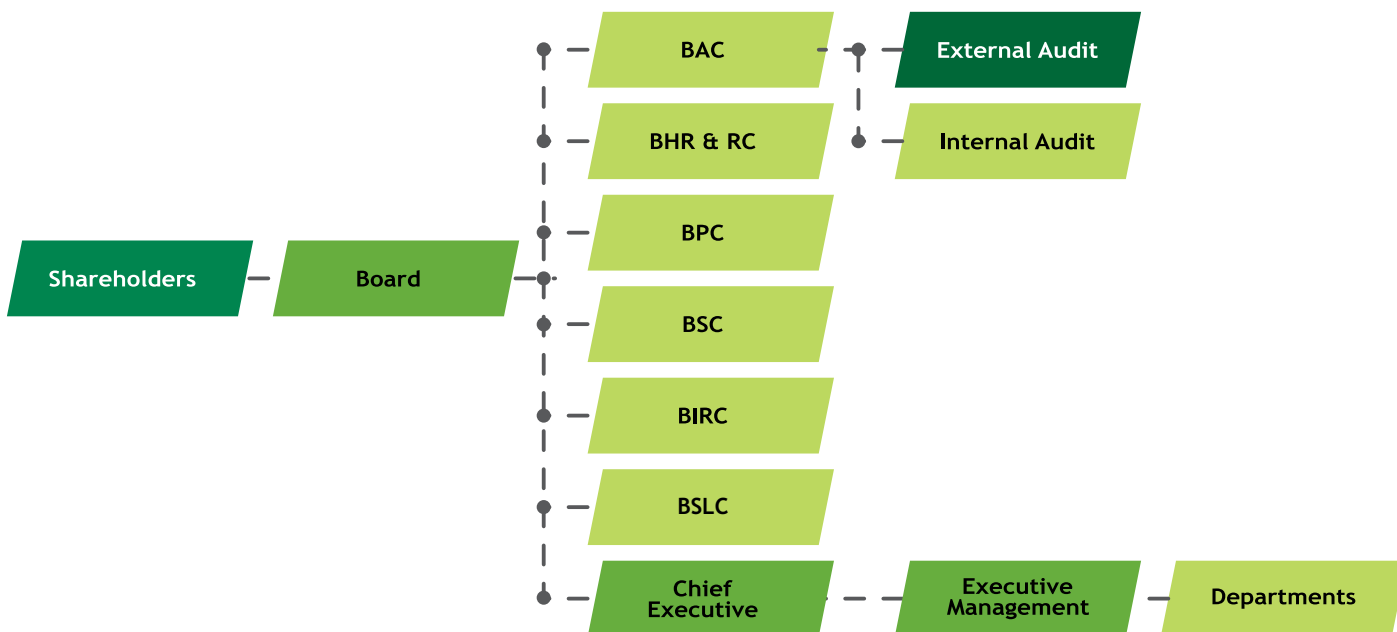 BAC
External Audit
BHR & RC
Internal Audit
BPC
Shareholders
Board
BSC
BIRC
BSLC
Chief
Executive
Executive
Management
Departments